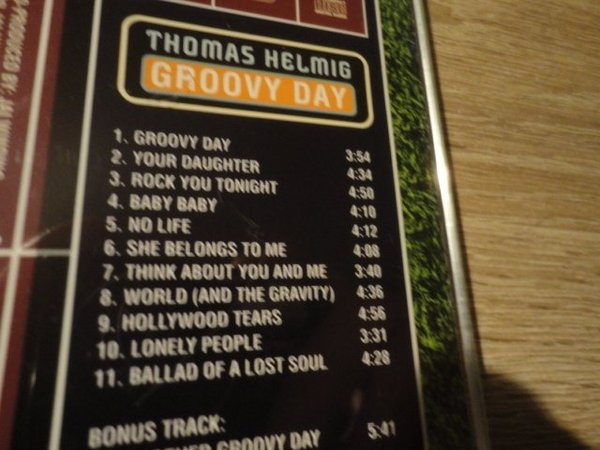 THOMAS HELMIG
GROOVY DAY
1. GROOVY DAY 3:54
2. YOUR DAUGHTER 4:34
3. ROCK YOU TONIGHT 4:50
4. BABY BABY 4:10
5. NO LIFE 4:12
6. SHE BELONGS TO ME 4:08
7. THINK ABOUT YOU AND ME 3:40
8. WORLD (AND THE GRAVITY) 4:36
9. HOLLYWOOD TEARS 4:56
10. LONELY PEOPLE 3:31
11. BALLAD OF A LOST SOUL 4:28
BONUS TRACK:
GROOVY DAY 5:41
PRODUCED BY: